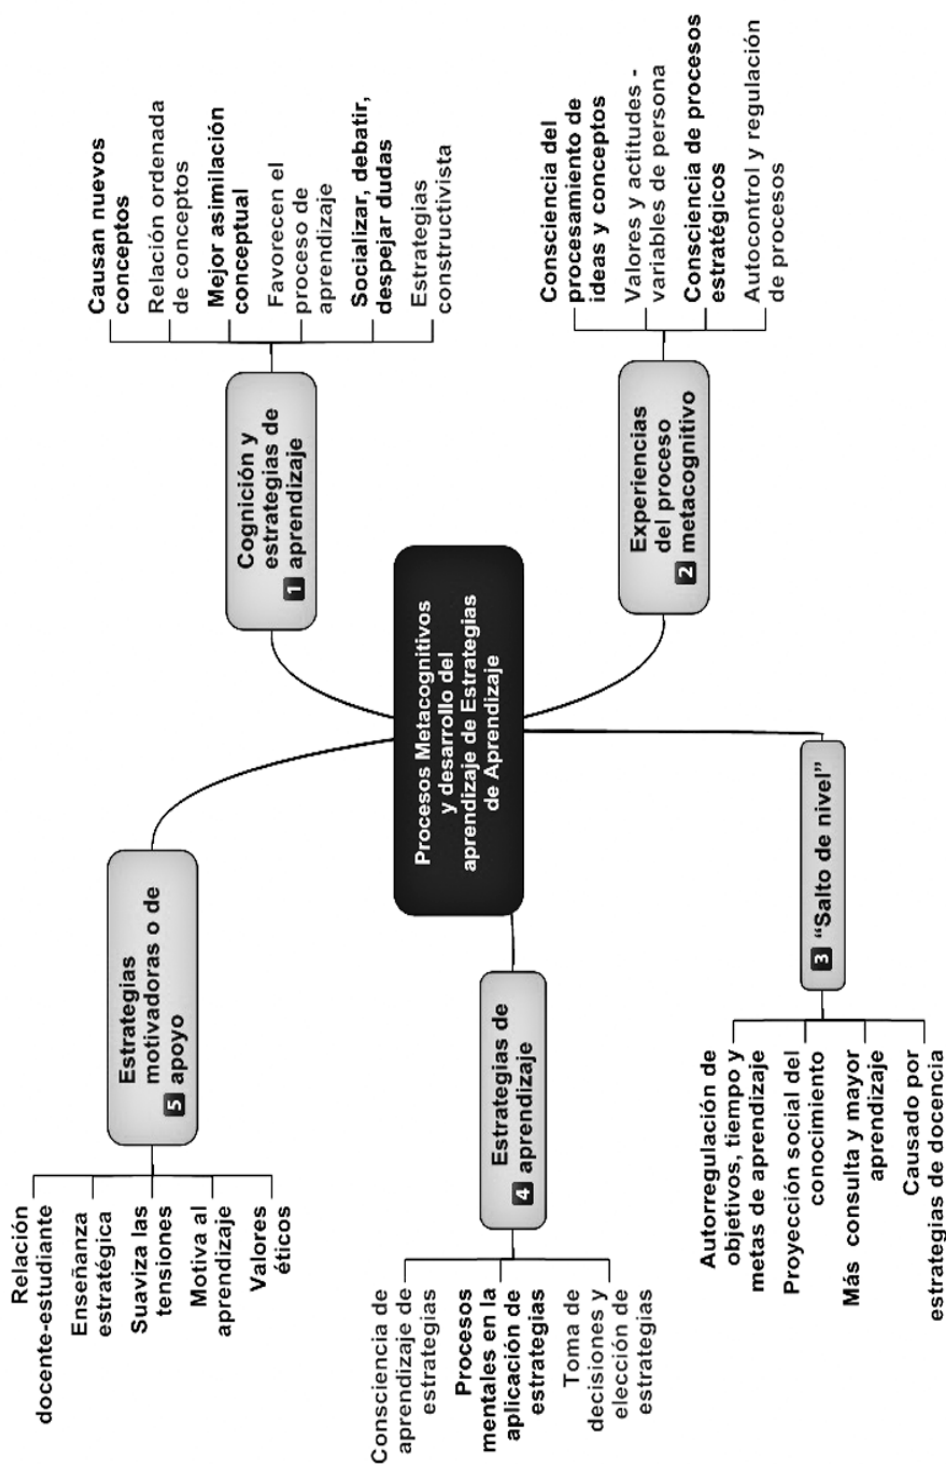 Procesos Metacognitivos
y desarrollo del
aprendizaje de Estrategias
de Aprendizaje
Cognición y
estrategias de
1 aprendizaje
Causan nuevos
conceptos
Relación ordenada
de conceptos
Mejor asimilación
conceptual
Favorecen el
proceso de
aprendizaje
Socializar, debatir,
despejar dudas
Estrategias
constructivista
Experiencias
del proceso
2 metacognitivo
Consciencia del
procesamiento de
ideas y conceptos
Valores y actitudes -
variables de persona
Consciencia de procesos
estratégicos
Autocontrol y regulación
de procesos
3 “Salto de nivel”
Autorregulación de
objetivos, tiempo y
metas de aprendizaje
Proyección social del
conocimiento
Más consulta y mayor
aprendizaje
Causado por
estrategias de docencia
Estrategias de
4 aprendizaje
Consciencia de
aprendizaje de
estrategias
Procesos
mentales en la
aplicación de
estrategias
Toma de
decisiones y
elección de
estrategias
Estrategias
motivadoras o de
5 apoyo
Relación
docente-estudiante
Enseñanza
estratégica
Suaviza las
tensiones
Motiva al
aprendizaje
Valores
éticos